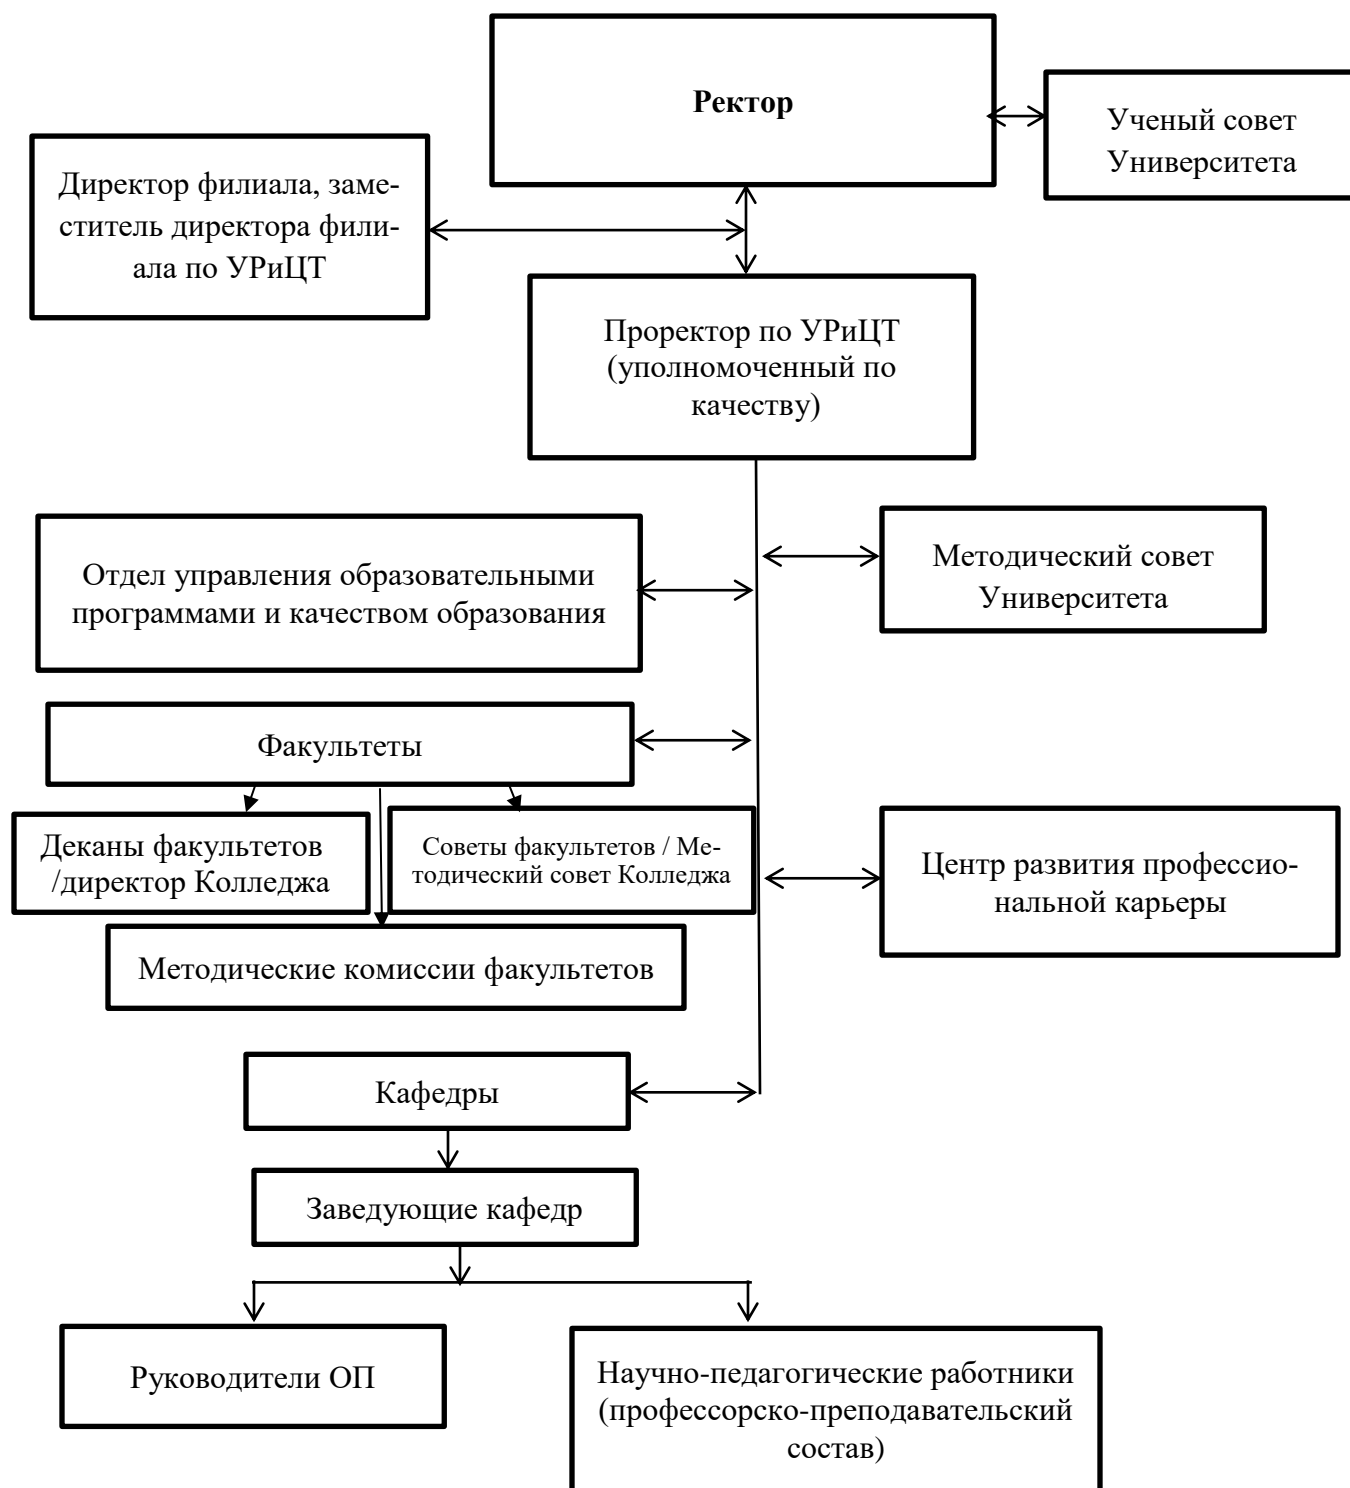 Ректор
Ученый совет
Университета
Директор филиала, заме-
ститель директора фили-
ала по УРиЦТ
Проректор по УРиЦТ
(уполномоченный по
качеству)
Отдел управления образовательными
программами и качеством образования
Методический совет
Университета
Факультеты
Деканы факультетов
/директор Колледжа
Советы факультетов / Ме-
тодический совет Колледжа
Центр развития профессио-
нальной карьеры
Методические комиссии факультетов
Кафедры
Заведующие кафедр
Руководители ОП
Научно-педагогические работники
(профессорско-преподавательский
состав)